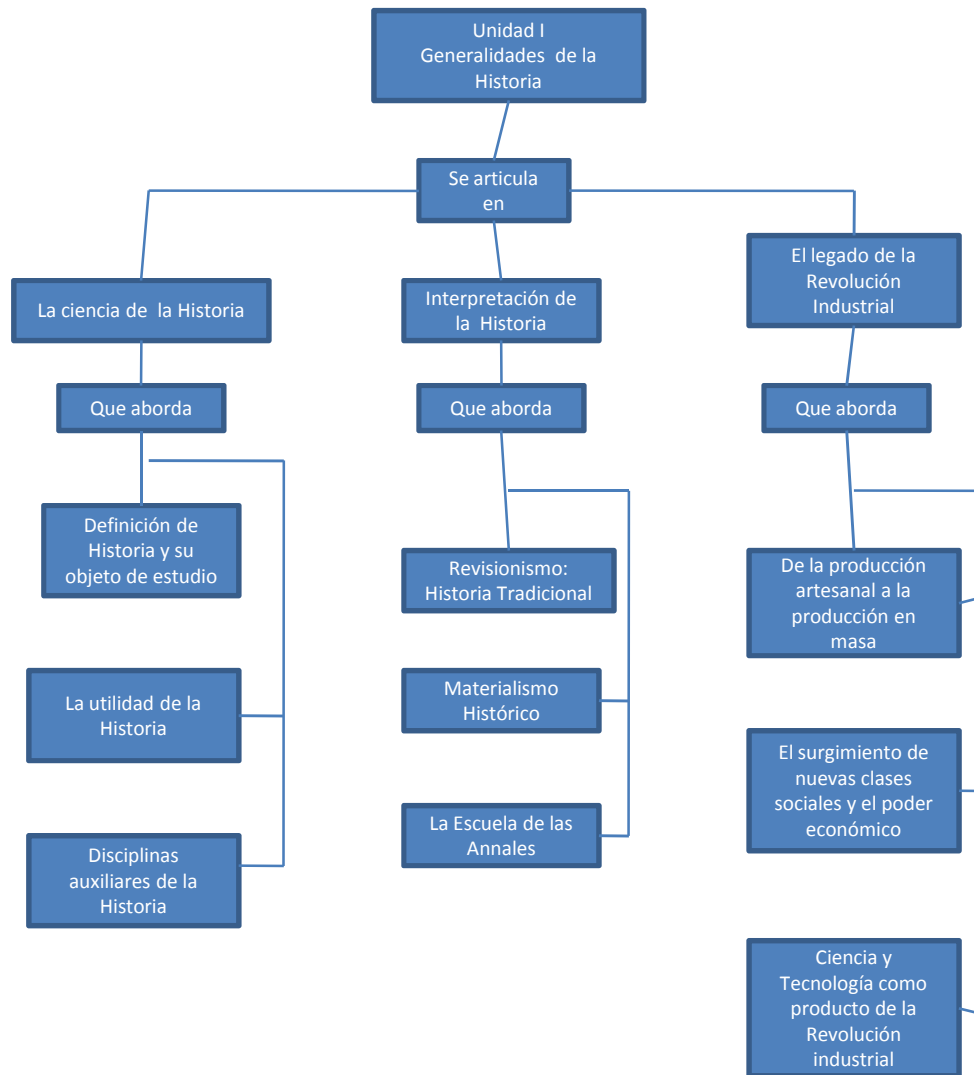 Unidad I
Generalidades de la
Historia
Se articula
en
La ciencia de la Historia
Que aborda
Definición de
Historia y su
objeto de estudio
La utilidad de la
Historia
Disciplinas
auxiliares de la
Historia
Interpretación de
la Historia
Que aborda
Revisionismo:
Historia Tradicional
Materialismo
Histórico
La Escuela de las
Annales
El legado de la
Revolución
Industrial
Que aborda
De la producción
artesanal a la
producción en
masa
El surgimiento de
nuevas clases
sociales y el poder
económico
Ciencia y
Tecnología como
producto de la
Revolución
industrial